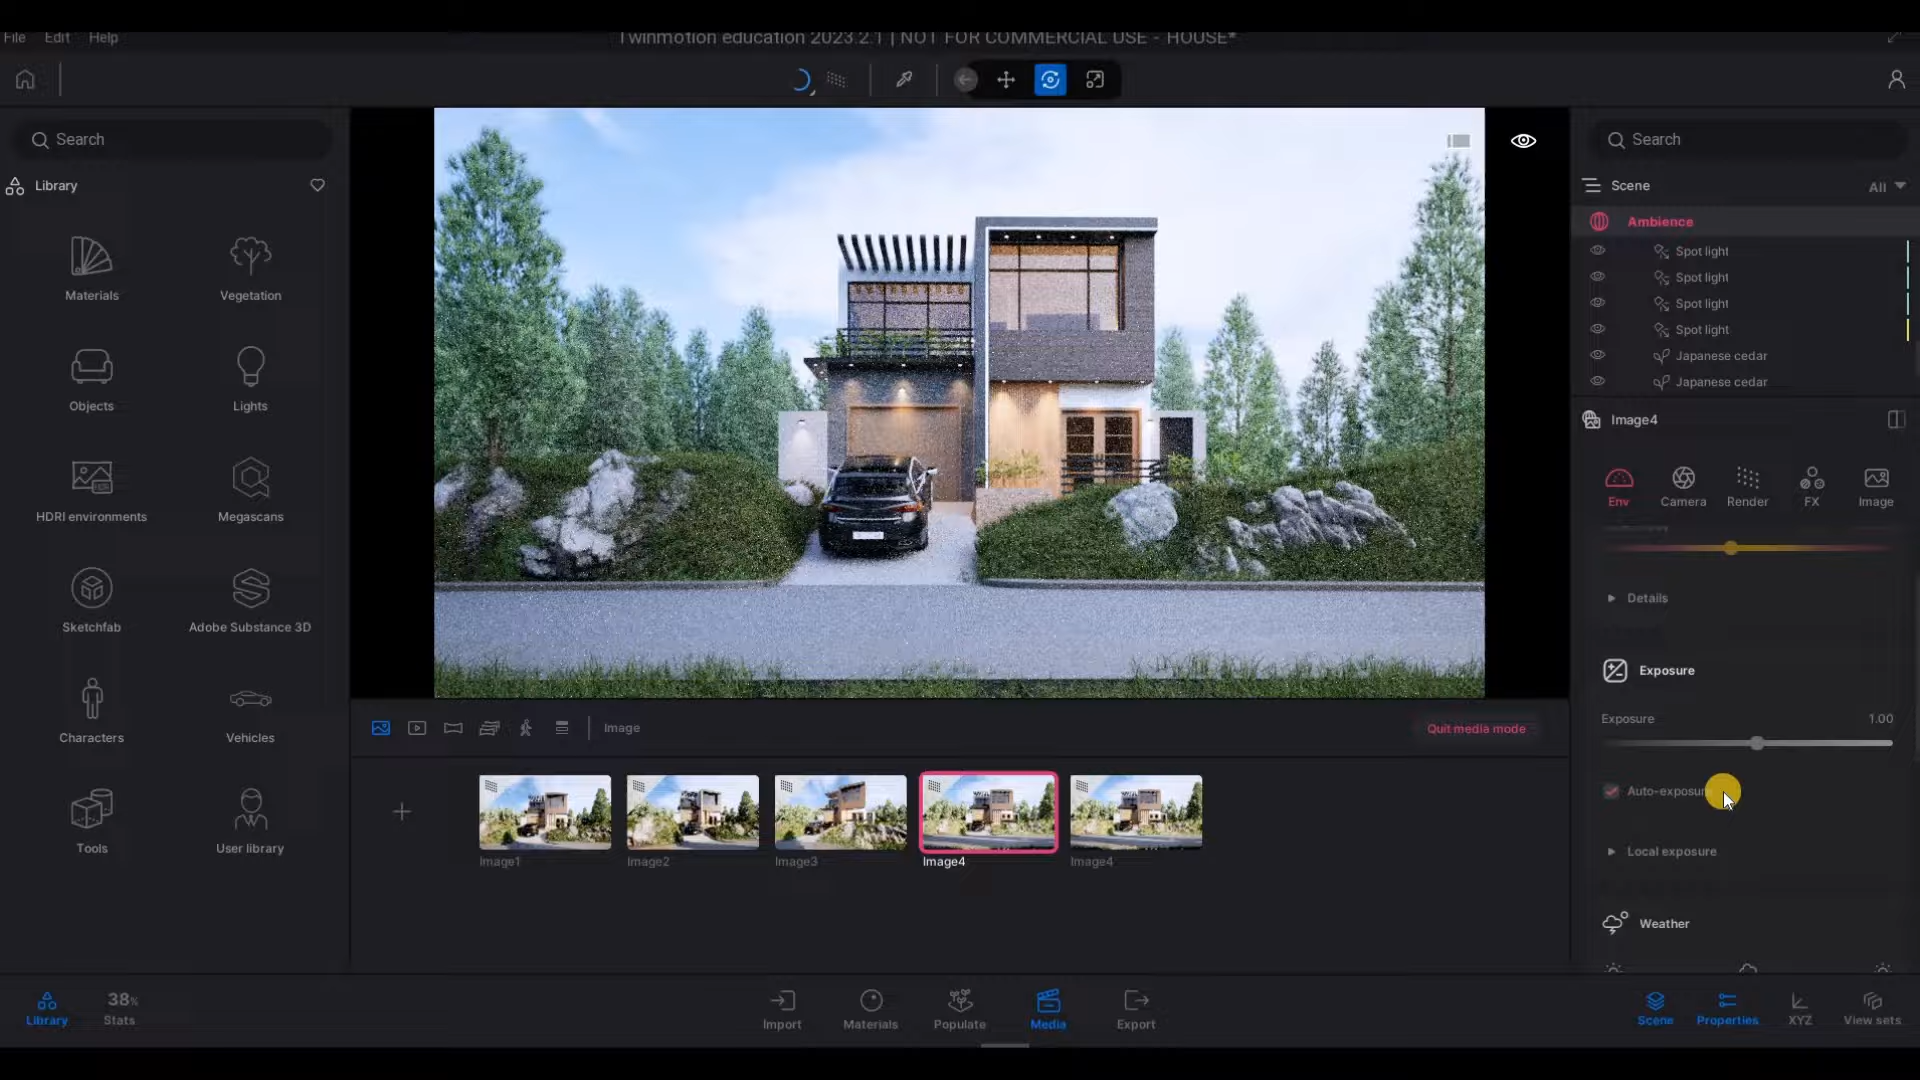 File Edit Help
Twinmotion education 2023.2.1 | NOT FOR COMMERCIAL USE - HOUSE*
Search
Library
Materials
Vegetation
Objects
Lights
HDRI environments
Megascans
Sketchfab
Adobe Substance 3D
Characters
Vehicles
Tools
User library
Image
Quit media mode
Image1
Image2
Image3
Image4
Image4
Search
Scene
All
Ambience
Spot light
Spot light
Spot light
Spot light
Japanese cedar
Japanese cedar
Image4
Env
Camera
Render
FX
Image
Details
Exposure
Exposure 1.00
Auto-exposure
Local exposure
Weather
Library
38%
Stats
Import
Materials
Populate
Media
Export
Scene
Properties
XYZ
View sets